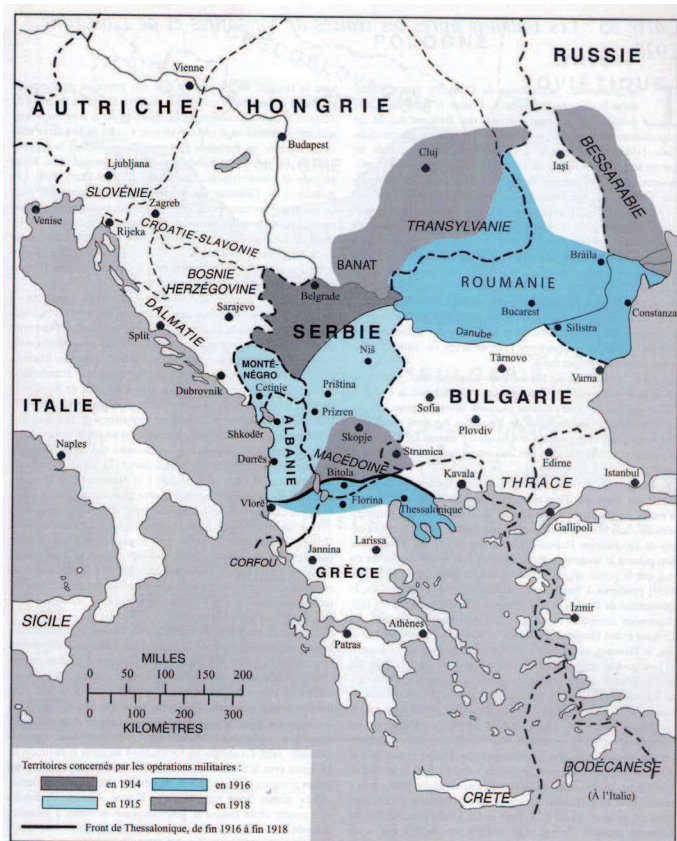 RUSSIE
Vienne
AUTRICHE - HONGRIE
Budapest
Cluj
Iași
BESSARABIE
Ljubljana
SLOVÉNIE
Zagreb
Venise
Rijeka
CROATIE-SLAVONIE
TRANSYLVANIE
BANAT
BOSNIE
HERZÉGOVINE
Belgrade
ROUMANIE
Brăila
Sarajevo
DALMATIE
Split
SERBIE
Bucarest
Constanza
Danube
Silistra
Niš
MONTÉ-
NÉGRO
Târnovo
Varna
Dubrovnik
Cetinje
Priština
Sofia
BULGARIE
ITALIE
Prizren
Plovdiv
Shkodër
ALBANIE
Skopje
Naples
Durrës
MACÉDOINE
Strumica
Edirne
Bitola
Kavala
THRACE
Istanbul
Vlorë
Florina
Thessalonique
Gallipoli
Larissa
CORFOU
Jannina
GRÈCE
İzmir
SICILE
Patras
Athènes
MILLES
0 50 100 150 200
0 100 200 300
KILOMÈTRES
DODÉCANÈSE
(À l'Italie)
CRÈTE
Territoires concernés par les opérations militaires :
en 1914
en 1916
en 1915
en 1918
Front de Thessalonique, de fin 1916 à fin 1918